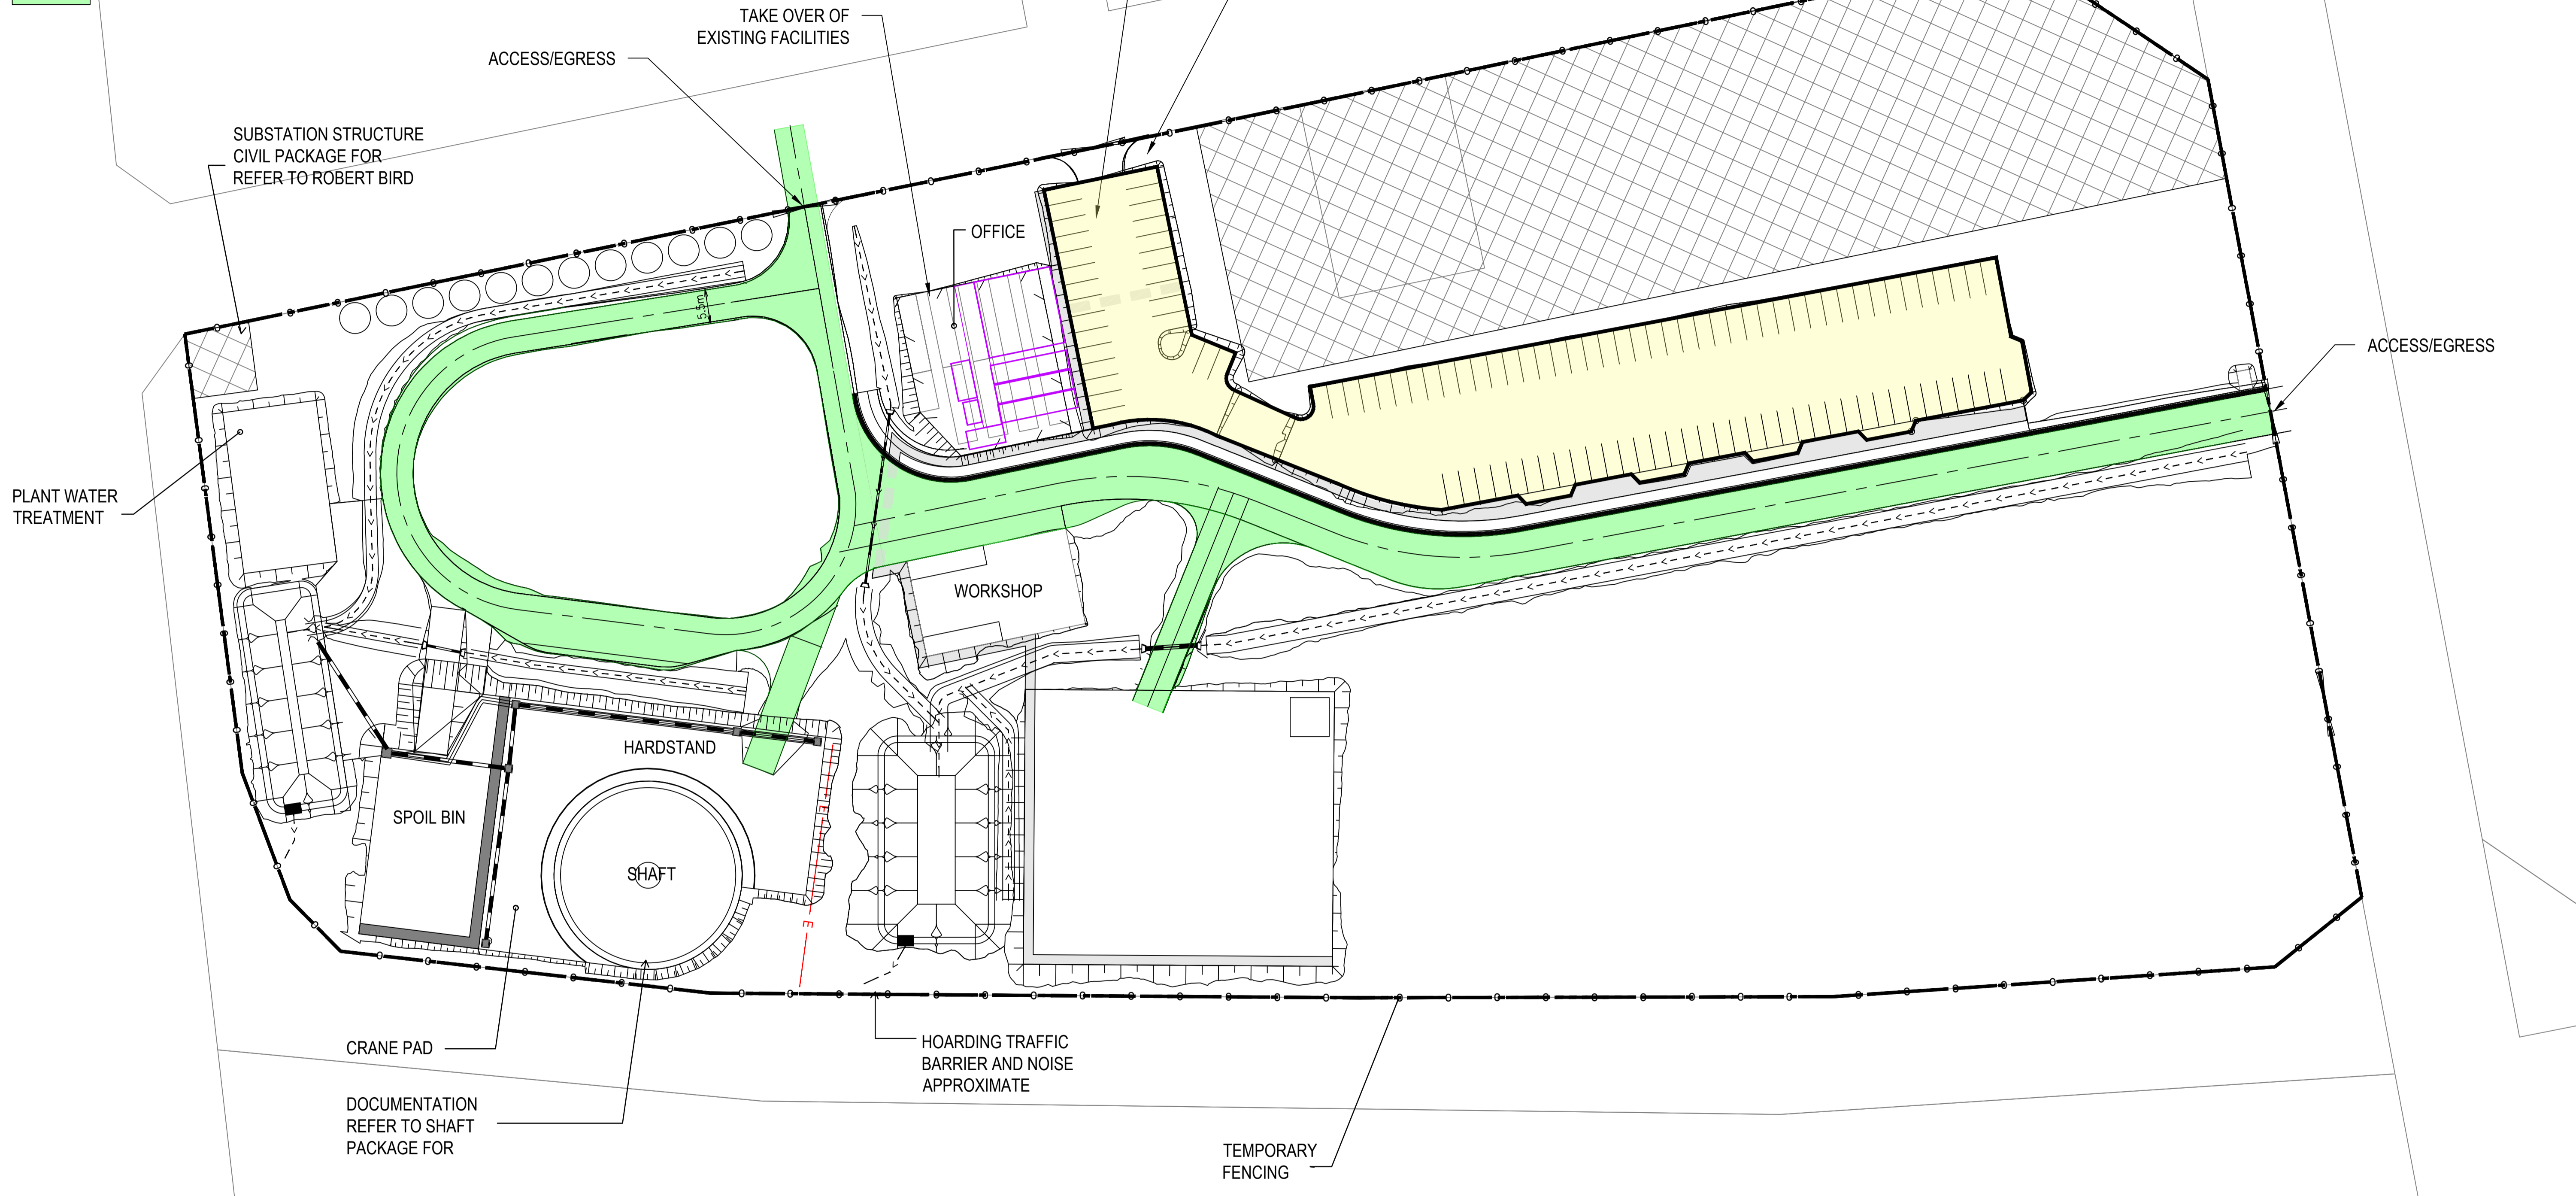 TAKE OVER OF
EXISTING FACILITIES
ACCESS/EGRESS
SUBSTATION STRUCTURE
CIVIL PACKAGE FOR
REFER TO ROBERT BIRD
OFFICE
5.5m
ACCESS/EGRESS
PLANT WATER
TREATMENT
WORKSHOP
HARDSTAND
SPOIL BIN
SHAFT
E
E
CRANE PAD
HOARDING TRAFFIC
BARRIER AND NOISE
APPROXIMATE
DOCUMENTATION
REFER TO SHAFT
PACKAGE FOR
TEMPORARY
FENCING